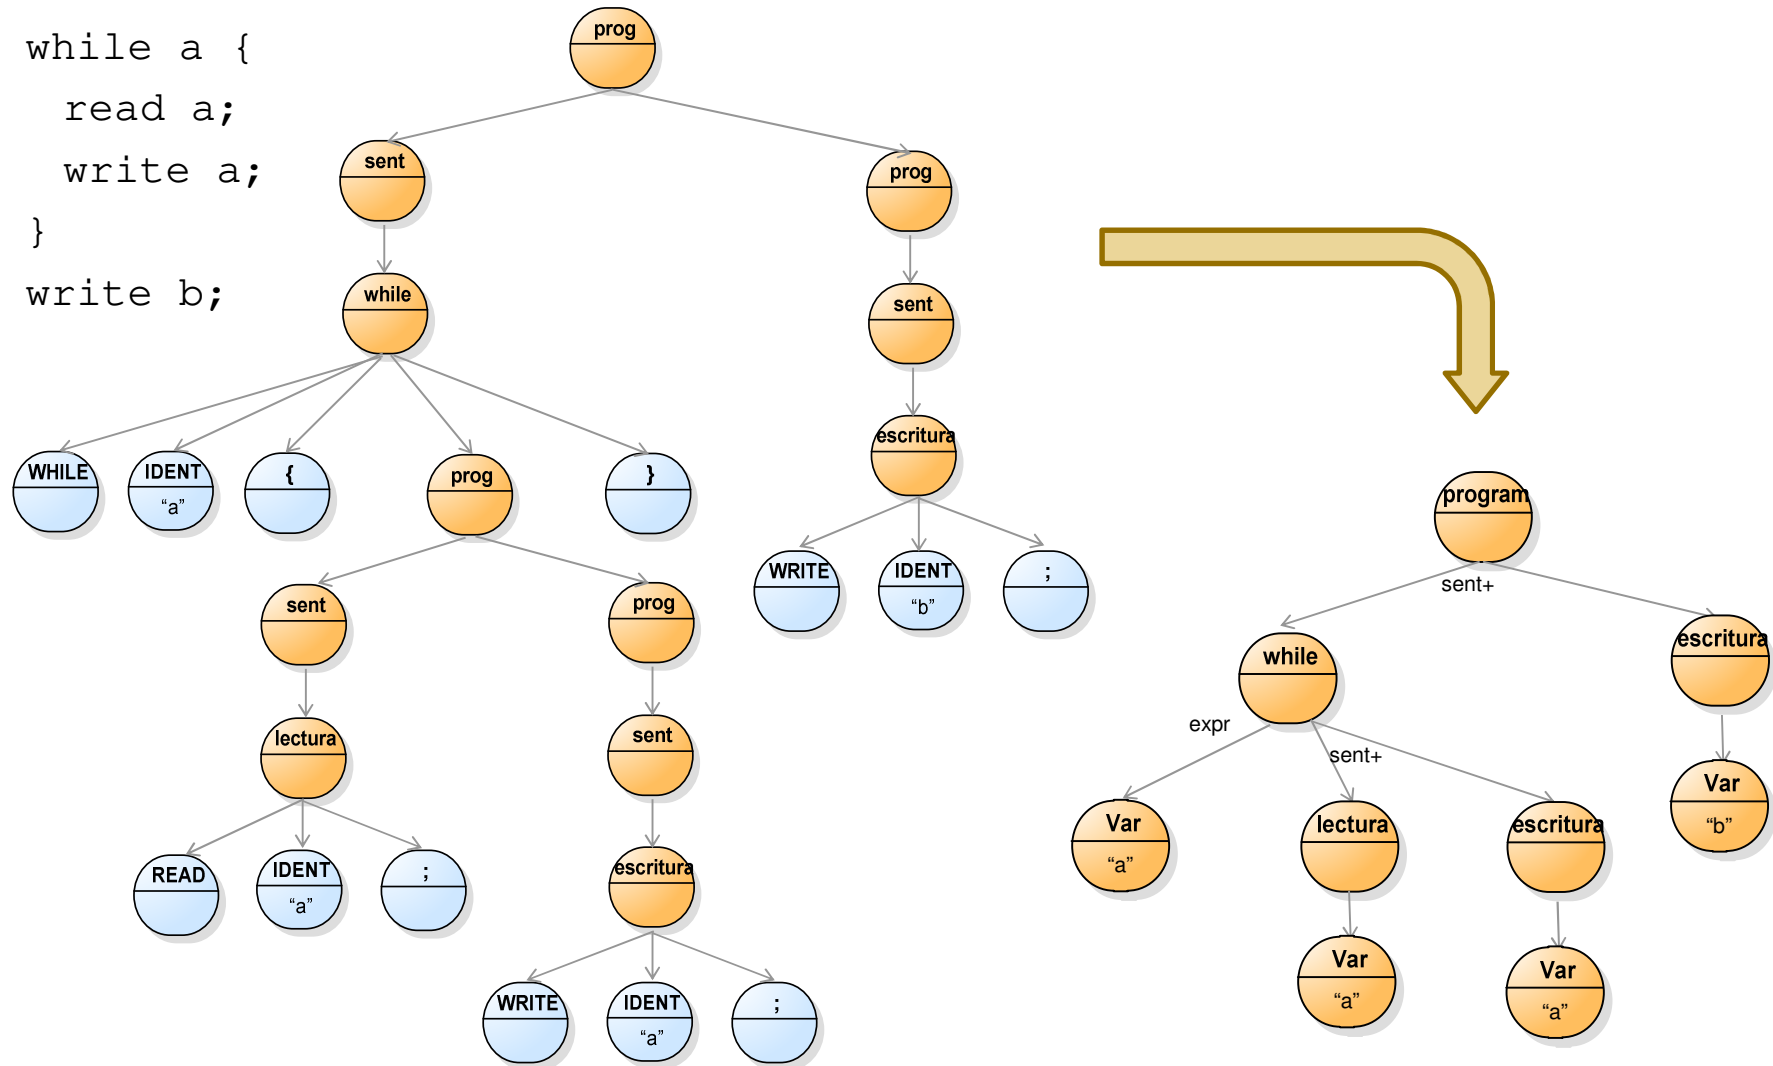 while a {
read a;
write a;
}
write b;
prog
sent
prog
while
sent
escritura
WHILE
IDENT
“a”
{
prog
}
WRITE
IDENT
“b”
;
sent
prog
lectura
sent
READ
IDENT
“a”
;
escritura
WRITE
IDENT
“a”
;
program
sent+
while
escritura
expr
sent+
Var
“a”
lectura
escritura
Var
“b”
Var
“a”
Var
“a”